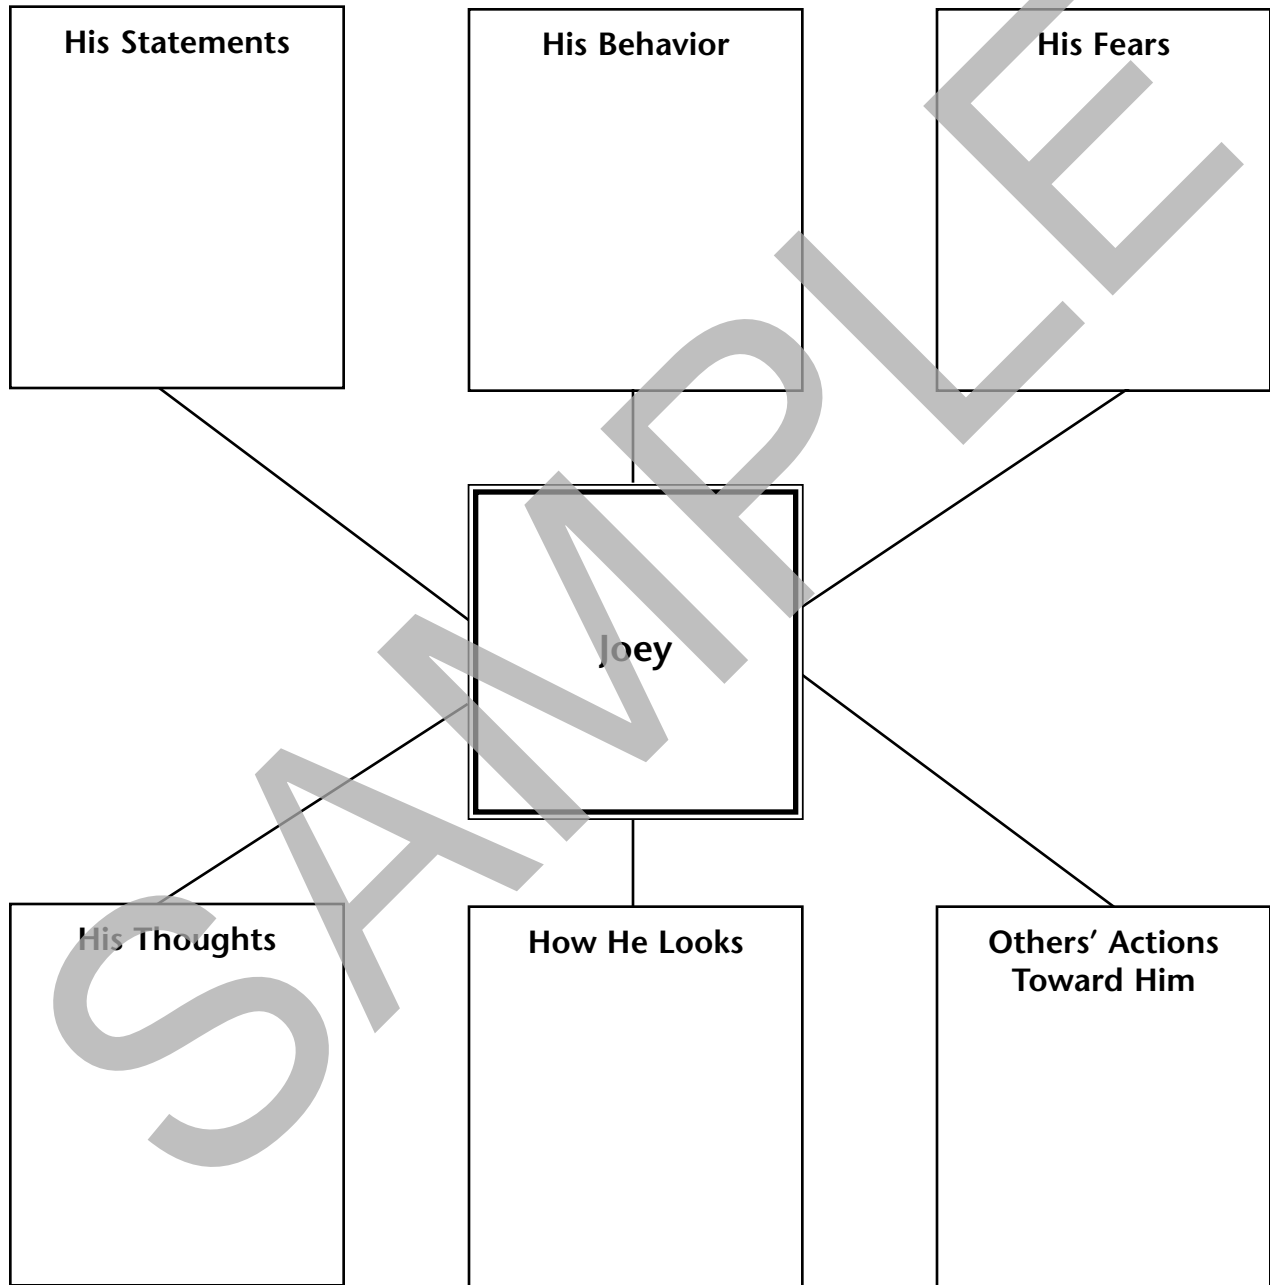 His Statements
His Behavior
His Fears
Joey
His Thoughts
How He Looks
Others’ Actions
Toward Him
SAMPLE